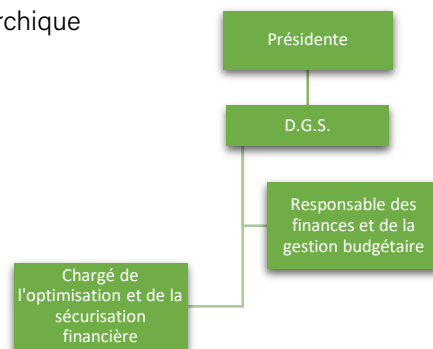 rchique
Présidente
D.G.S.
Responsable des
finances et de la
gestion budgétaire
Chargé de
l'optimisation et de la
sécurisation
financière